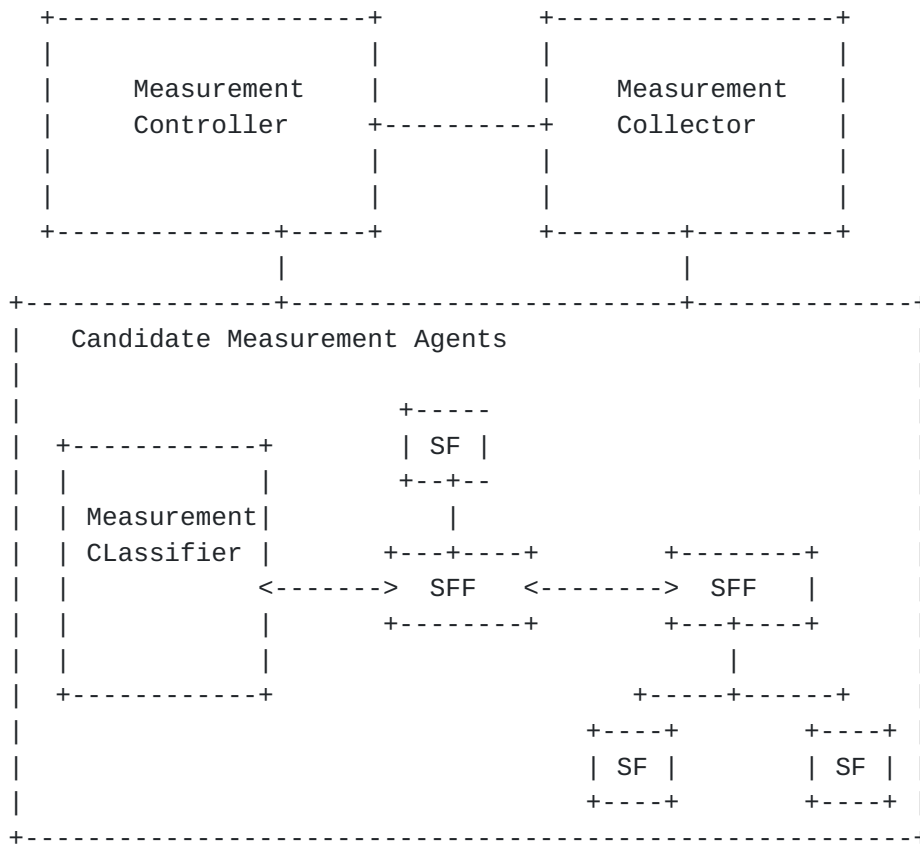 Measurement Measurement
Controller Collector
Candidate Measurement Agents
SF
Measurement
CLassifier
SFF SFF
SF SF